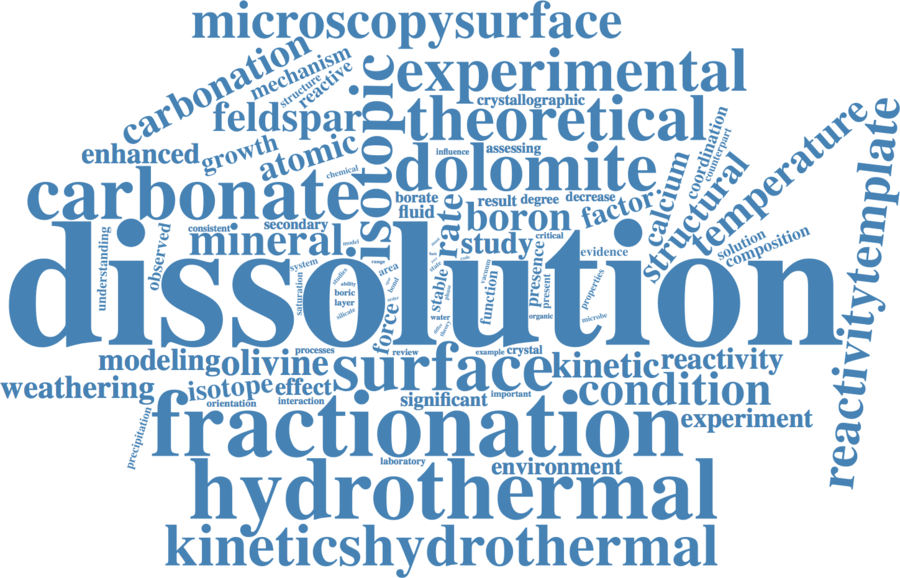 microscopysurface
carbonation
mechanism
structure
reactive
isotopic
experimental
crystallographic
feldspar
theoretical
enhanced
growth
atomic
chemical
influence
assessing
dolomite
calcium
coordination
counterpart
structural
temperature
reactivitytemplate
carbonate
borate
fluid
rate
result
degree
decrease
boron
factor
consistent
secondary
mineral
model
study
critical
evidence
solution
composition
understanding
observed
dissolution
system
saturation
studies
ability
boric
layer
silicate
range
area
bond
force
stable
water
theory
vacuum
function
presence
present
organic
properties
microbe
modeling
olivine
processes
review
surface
example
crystal
kinetic
reactivity
weathering
isotope
effect
orientation
interaction
significant
important
condition
precipitation
fractionation
experiment
laboratory
environment
hydrothermal
kineticshydrothermal